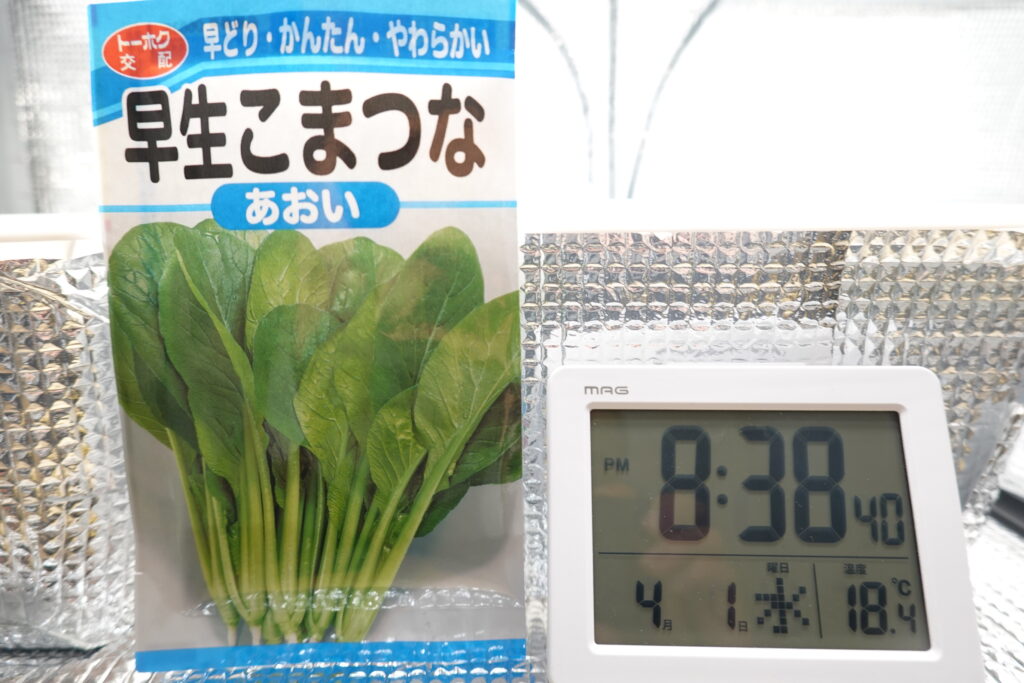 トーホク
交配
早どり・かんたん・やわらかい
早生こまつな
あおい
MAG
PM 8:38 40
曜日 温度
4月 1日 水 18.4 ℃